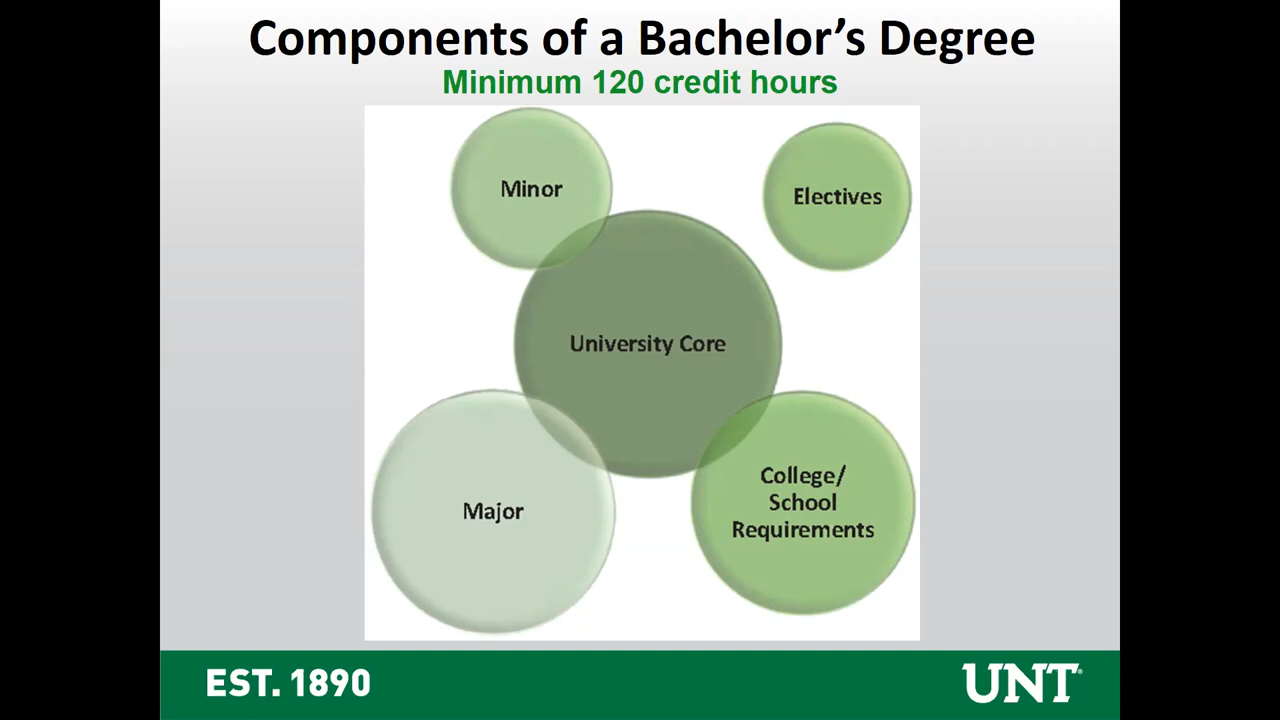 Components of a Bachelor's Degree
Minimum 120 credit hours
Minor
Electives
University Core
Major
College/
School
Requirements
EST. 1890
UNT®